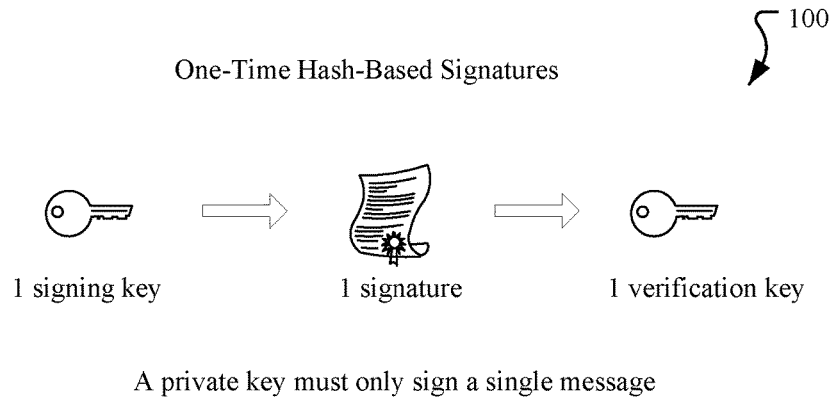 100
One-Time Hash-Based Signatures
1 signing key
1 signature
1 verification key
A private key must only sign a single message